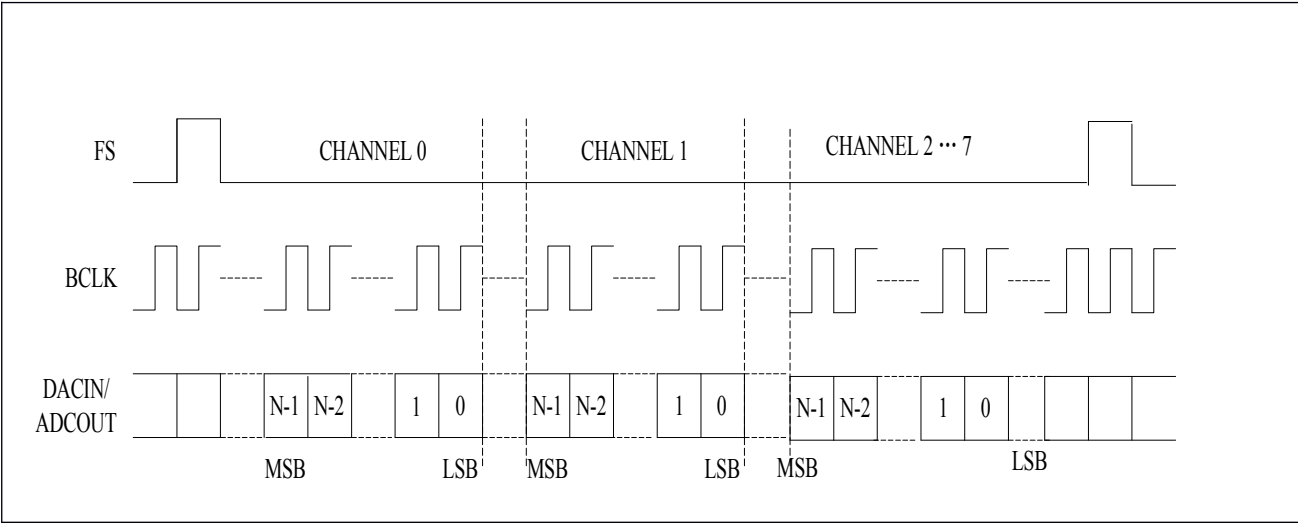 FS
CHANNEL 0
CHANNEL 1
CHANNEL 2 ··· 7
BCLK
DACIN/
ADCOUT
N-1 N-2 1 0 N-1 N-2 1 0 N-1 N-2 1 0
MSB LSB MSB LSB MSB LSB